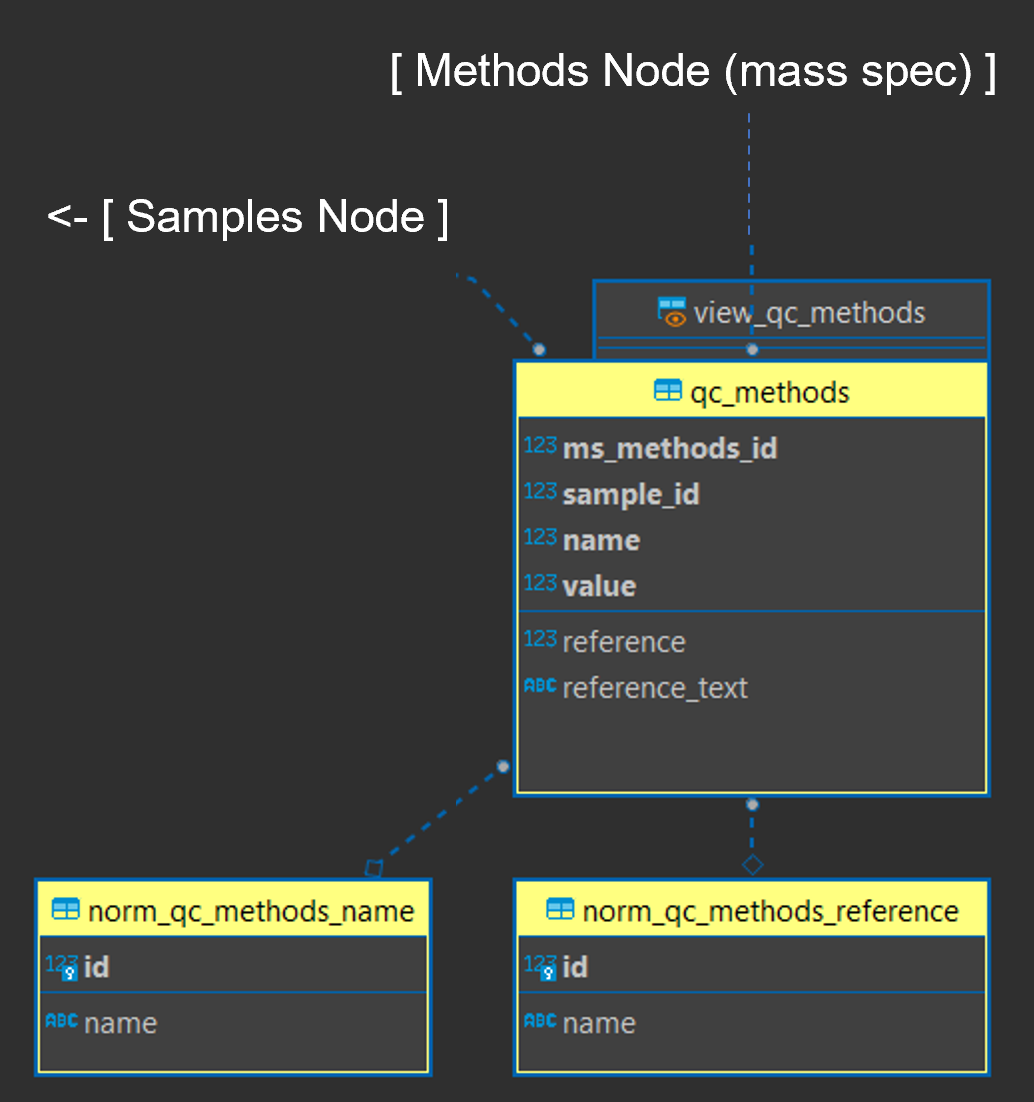 [ Methods Node (mass spec) ]
<- [ Samples Node ]
view_qc_methods
qc_methods
123 ms_methods_id
123 sample_id
123 name
123 value
123 reference
ABC reference_text
norm_qc_methods_name
123 id
ABC name
norm_qc_methods_reference
123 id
ABC name